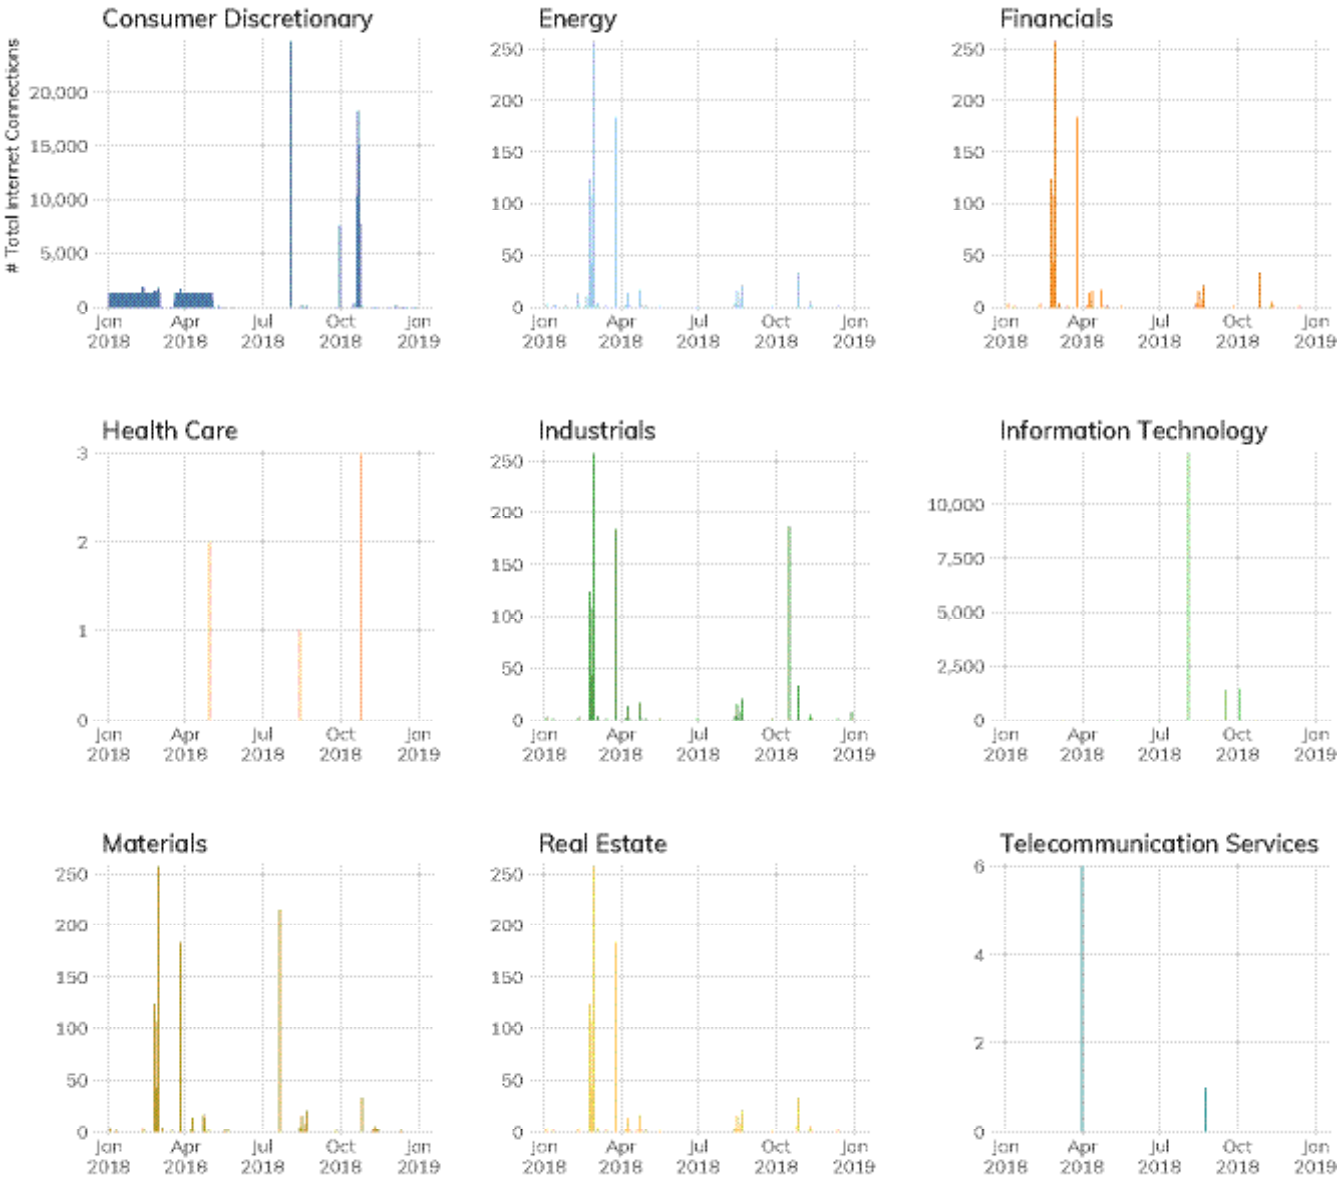 Consumer Discretionary
# Total Internet Connections
20,000
15,000
10,000
5,000
0
Jan Apr Jul Oct Jan
2018 2018 2018 2018 2019
Energy
250
200
150
100
50
0
Jan Apr Jul Oct Jan
2018 2018 2018 2018 2019
Financials
250
200
150
100
50
0
Jan Apr Jul Oct Jan
2018 2018 2018 2018 2019
Health Care
3
2
1
0
Jan Apr Jul Oct Jan
2018 2018 2018 2018 2019
Industrials
250
200
150
100
50
0
Jan Apr Jul Oct Jan
2018 2018 2018 2018 2019
Information Technology
10,000
7,500
5,000
2,500
0
Jan Apr Jul Oct Jan
2018 2018 2018 2018 2019
Materials
250
200
150
100
50
0
Jan Apr Jul Oct Jan
2018 2018 2018 2018 2019
Real Estate
250
200
150
100
50
0
Jan Apr Jul Oct Jan
2018 2018 2018 2018 2019
Telecommunication Services
6
4
2
0
Jan Apr Jul Oct Jan
2018 2018 2018 2018 2019